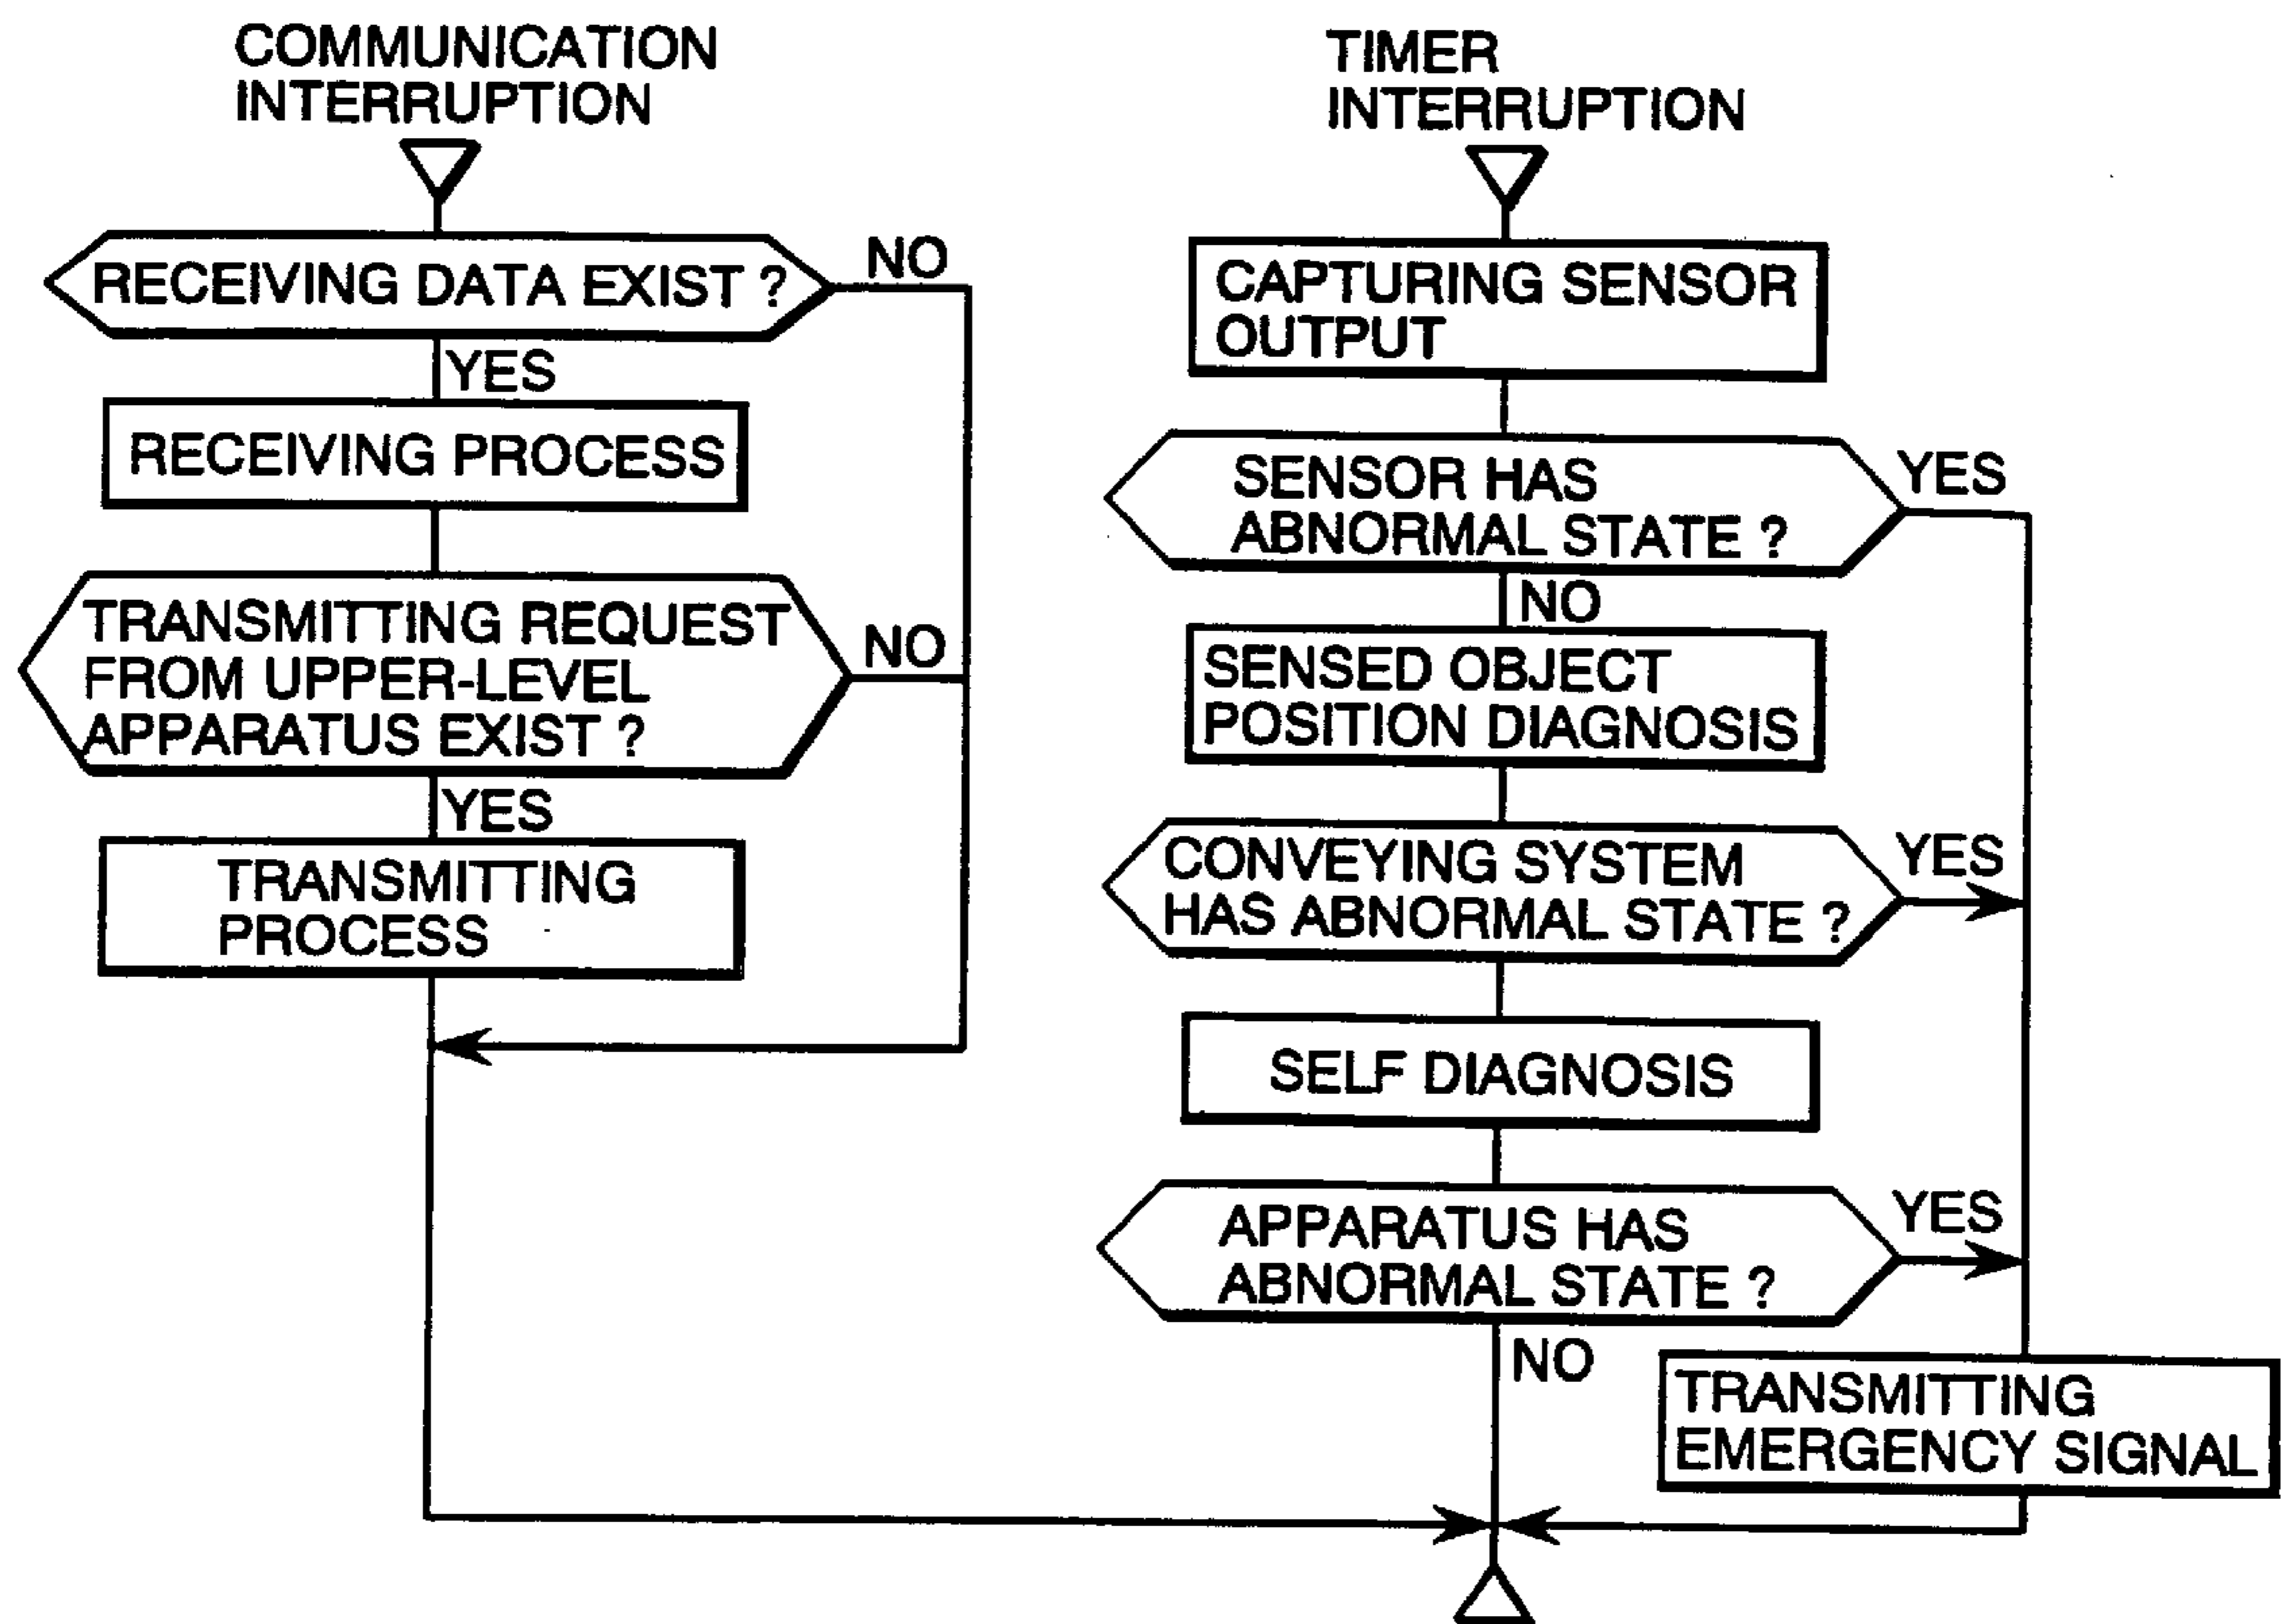 COMMUNICATION
INTERRUPTION
RECEIVING DATA EXIST ?
NO
YES
RECEIVING PROCESS
TRANSMITTING REQUEST
FROM UPPER-LEVEL
APPARATUS EXIST ?
NO
YES
TRANSMITTING
PROCESS
TIMER
INTERRUPTION
CAPTURING SENSOR
OUTPUT
SENSOR HAS
ABNORMAL STATE ?
YES
NO
SENSED OBJECT
POSITION DIAGNOSIS
CONVEYING SYSTEM
HAS ABNORMAL STATE ?
YES
SELF DIAGNOSIS
APPARATUS HAS
ABNORMAL STATE ?
YES
NO
TRANSMITTING
EMERGENCY SIGNAL